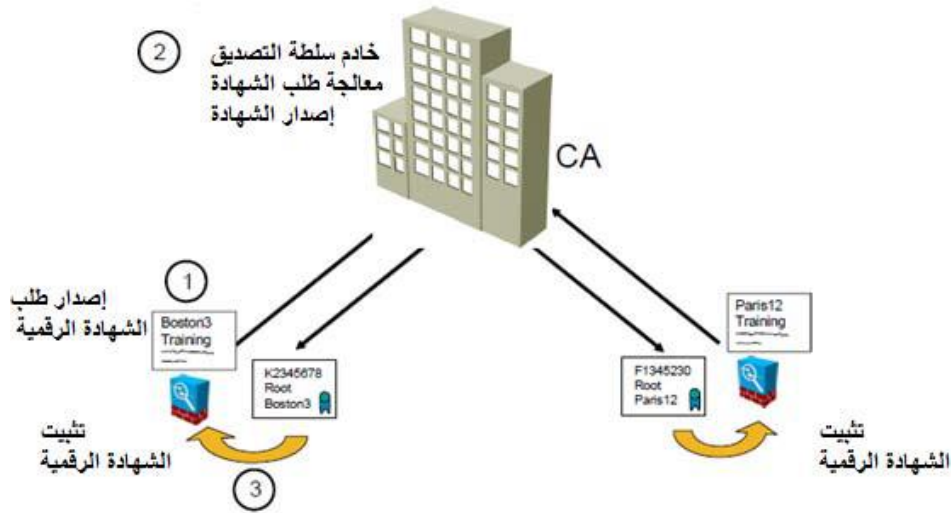 2
خادم سلطة التصديق
معالجة طلب الشهادة
إصدار الشهادة
CA
1
إصدار طلب
الشهادة الرقمية
Boston3
Training
K2345678
Root
Boston3
تثبيت
الشهادة الرقمية
3
Paris12
Training
F1345230
Root
Paris12
تثبيت
الشهادة الرقمية